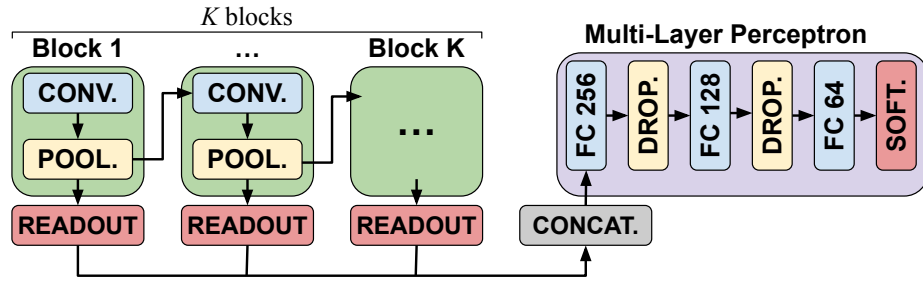 K blocks
Block 1
...
Block K
CONV.
POOL.
CONV.
POOL.
...
READOUT
READOUT
READOUT
CONCAT.
Multi-Layer Perceptron
FC 256
DROP.
FC 128
DROP.
FC 64
SOFT.